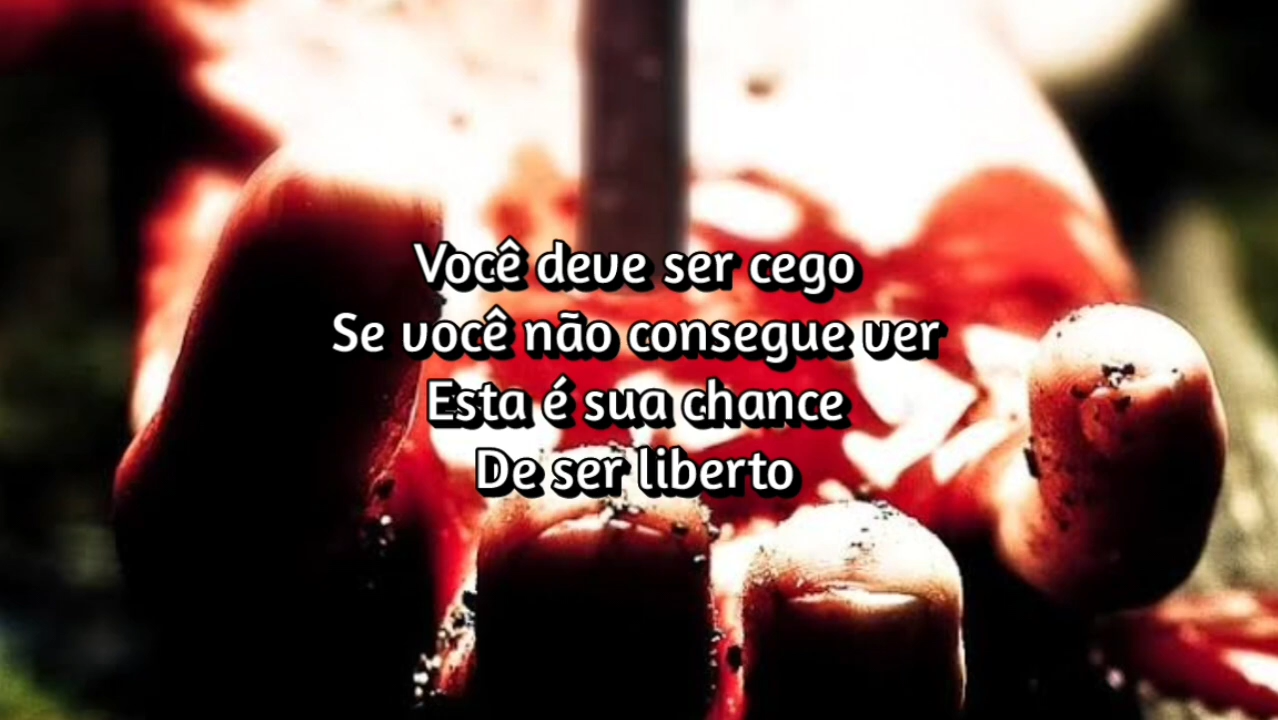 Você deve ser cego
Se você não consegue ver
Esta é sua chance
De ser liberto